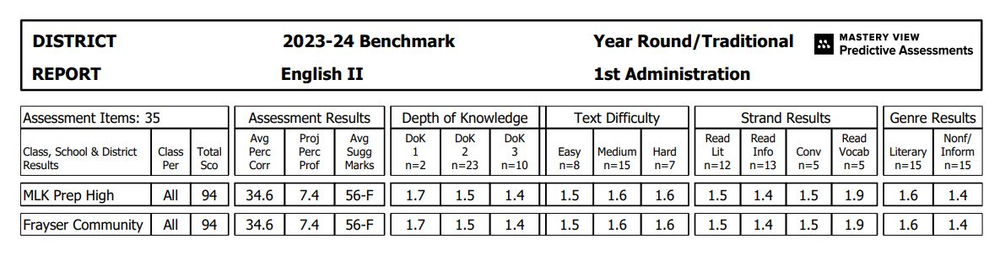 DISTRICT 2023-24 Benchmark Year Round/Traditional MASTERY VIEW
Predictive Assessments
REPORT English II 1st Administration
Assessment Items: 35 Assessment Results Depth of Knowledge Text Difficulty Strand Results Genre Results
Class, School & District Results Class Per Total Sco Avg Perc Corr Proj Perc Prof Avg Sugg Marks DoK 1 n=2 DoK 2 n=23 DoK 3 n=10 Easy n=8 Medium n=15 Hard n=7 Read Lit n=12 Read Info n=13 Conv n=5 Read Vocab n=5 Literary n=15 Nonf/ Inform n=15
MLK Prep High All 94 34.6 7.4 56-F 1.7 1.5 1.4 1.5 1.6 1.6 1.5 1.4 1.5 1.9 1.6 1.4
Frayser Community All 94 34.6 7.4 56-F 1.7 1.5 1.4 1.5 1.6 1.6 1.5 1.4 1.5 1.9 1.6 1.4